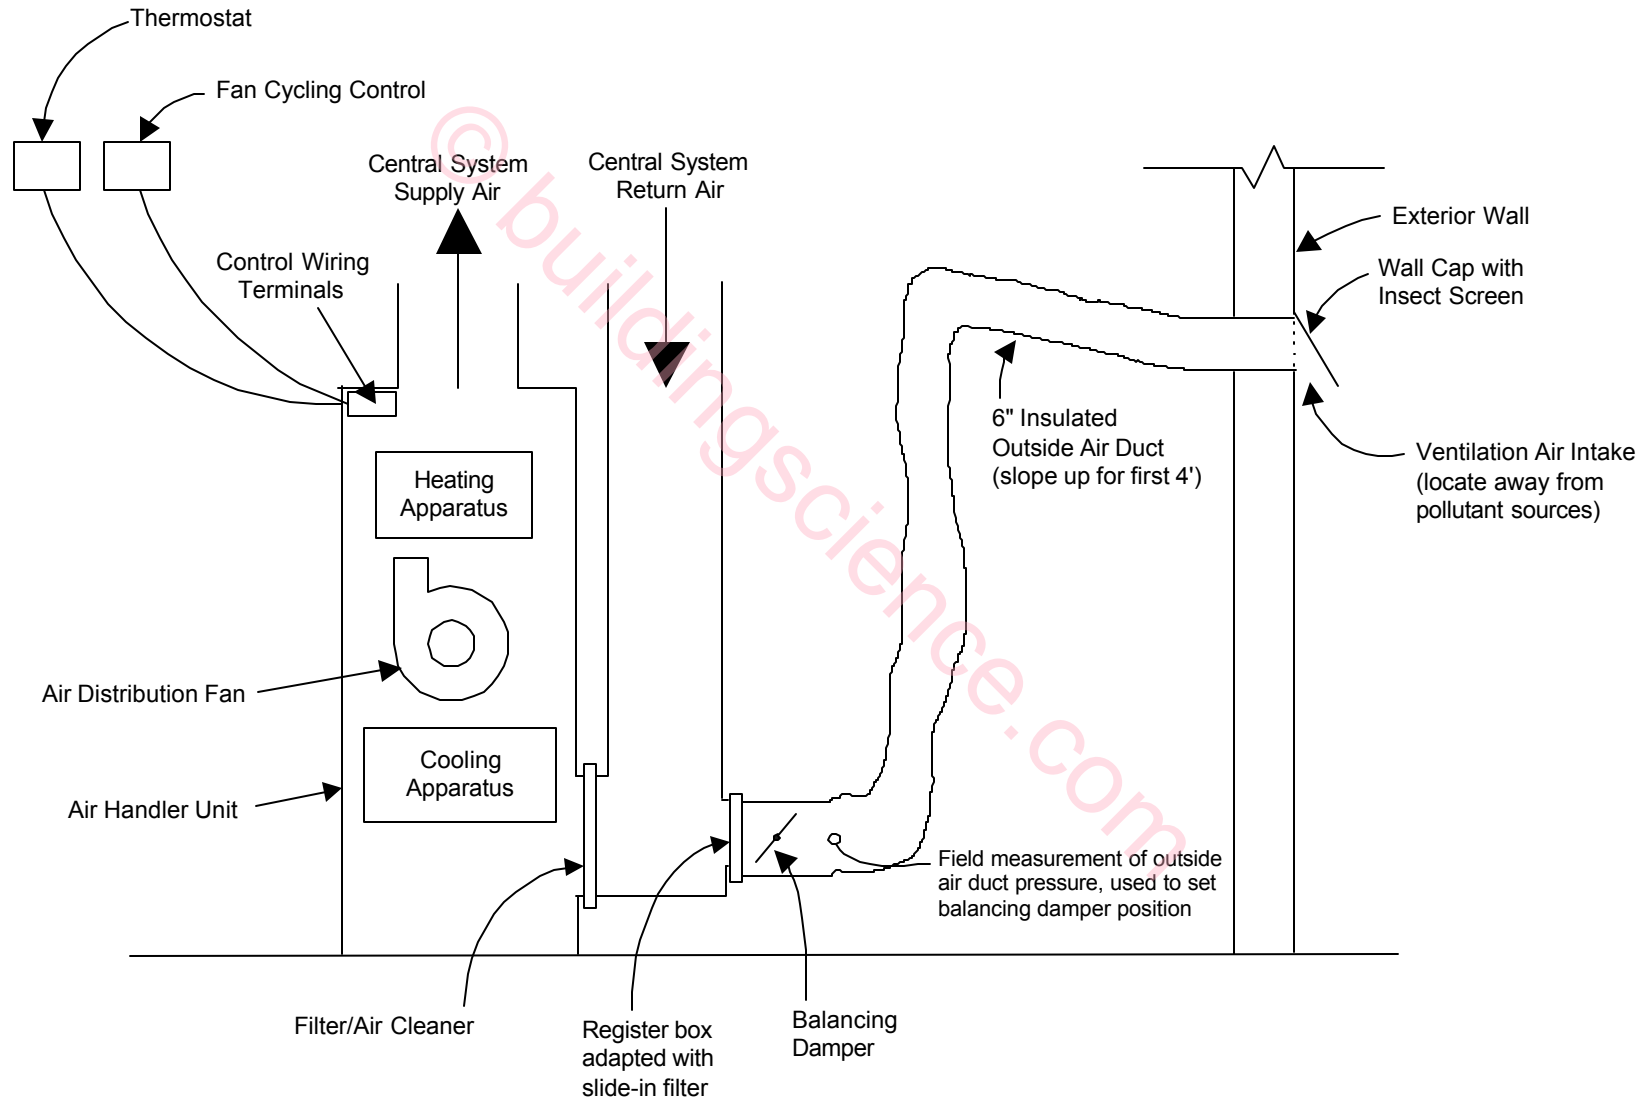 Thermostat
Fan Cycling Control
Central System
Supply Air
Central System
Return Air
Exterior Wall
Control Wiring
Terminals
Wall Cap with
Insect Screen
6" Insulated
Outside Air Duct
(slope up for first 4')
Ventilation Air Intake
(locate away from
pollutant sources)
Heating
Apparatus
Air Distribution Fan
Cooling
Apparatus
Air Handler Unit
Field measurement of outside
air duct pressure, used to set
balancing damper position
Filter/Air Cleaner
Register box
adapted with
slide-in filter
Balancing
Damper
© buildingscience.com